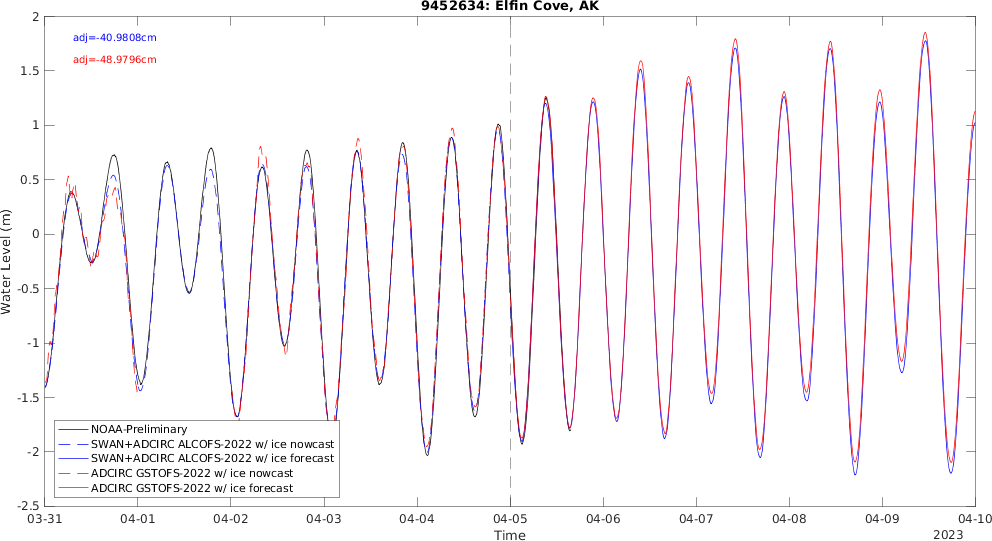 9452634: Elfin Cove, AK
adj=-40.9808cm
adj=-48.9796cm
Water Level (m)
2
1.5
1
0.5
0
-0.5
-1
-1.5
-2
-2.5
NOAA-Preliminary
SWAN+ADCIRC ALCOFS-2022 w/ ice nowcast
SWAN+ADCIRC ALCOFS-2022 w/ ice forecast
ADCIRC GSTOFS-2022 w/ ice nowcast
ADCIRC GSTOFS-2022 w/ ice forecast
03-31 04-01 04-02 04-03 04-04 04-05 04-06 04-07 04-08 04-09 04-10
Time
2023